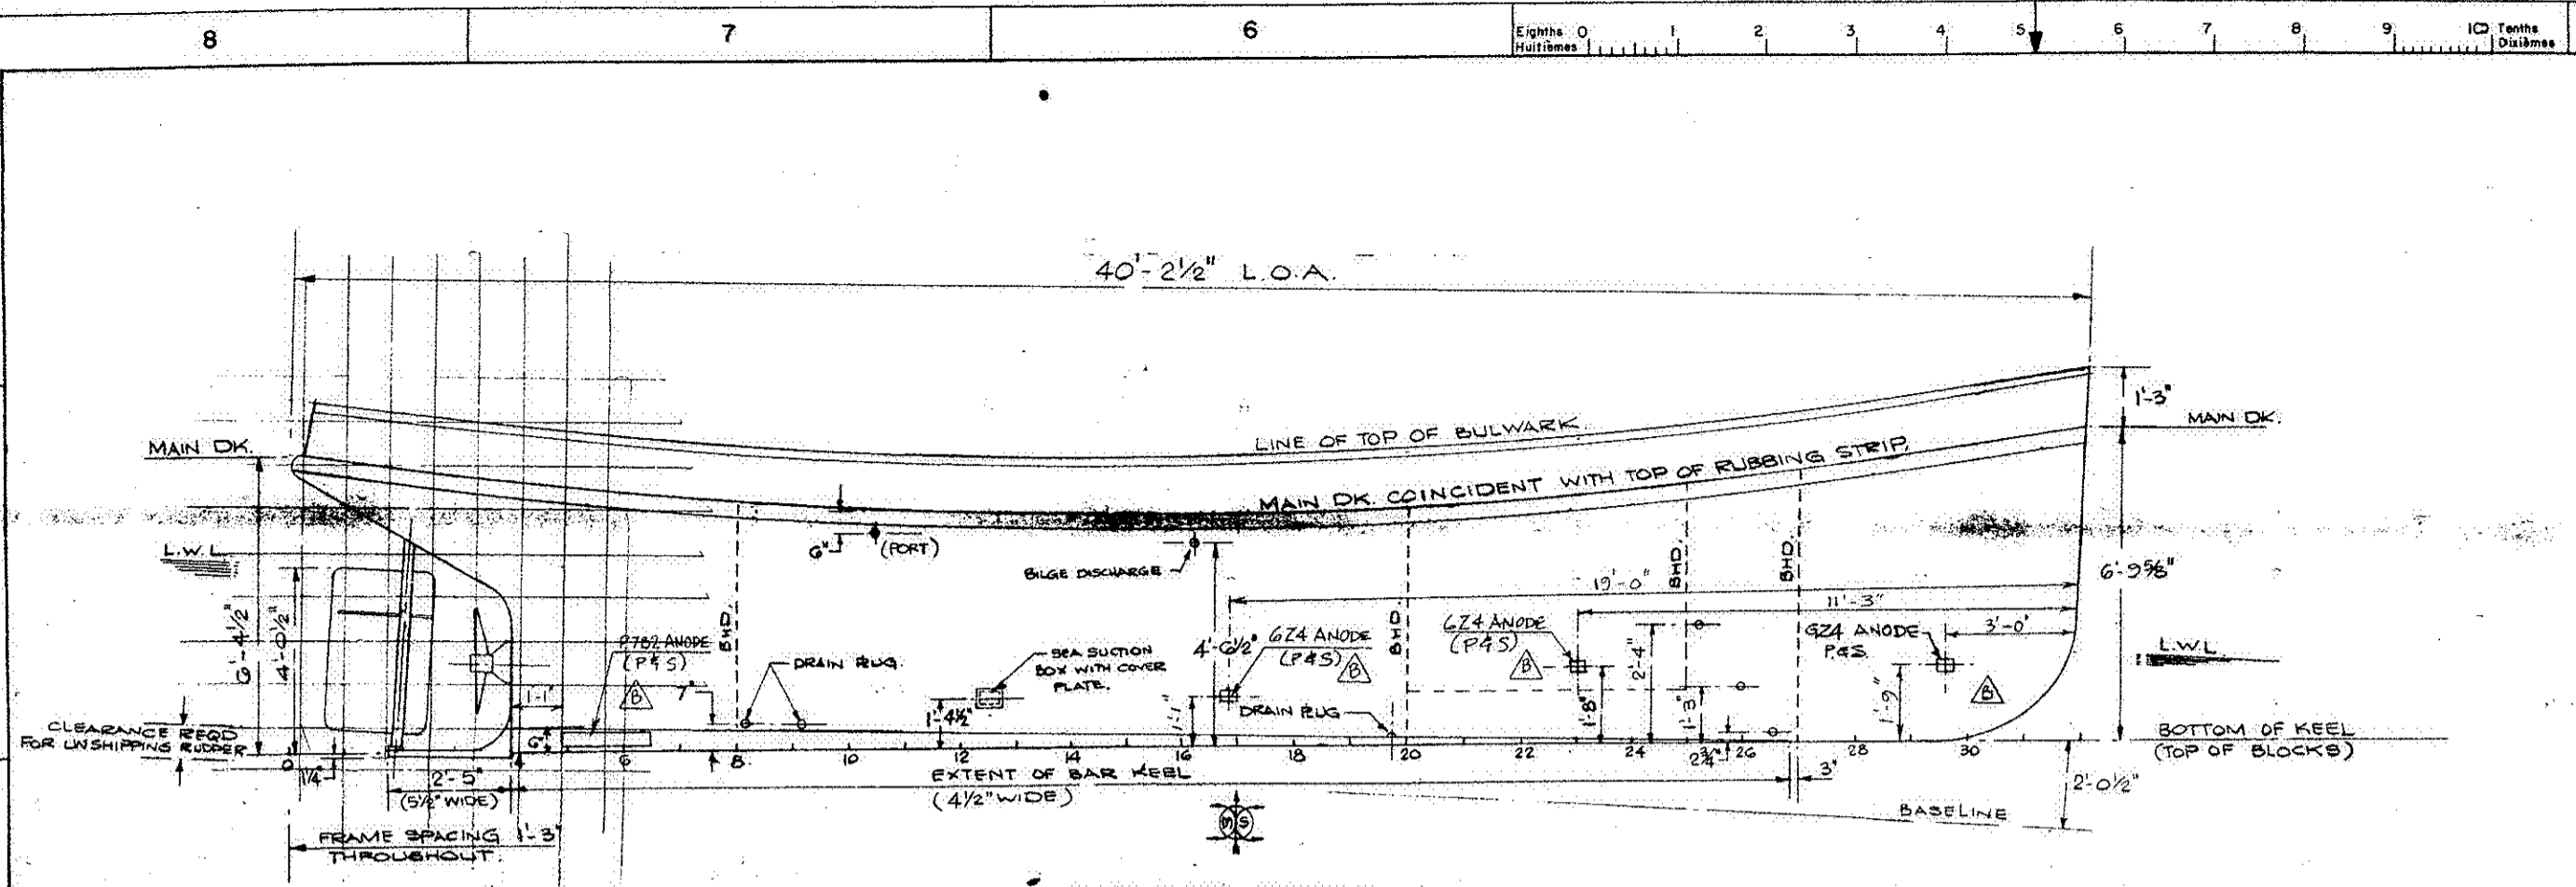 8 7 6
Eighths 0 1 2 3 4 5 6 7 8 9 10 Tenths
Huitièmes Dixièmes
40'-2½" L.O.A.
1'-3"
MAIN DK.
LINE OF TOP OF BULWARK
MAIN DK.
MAIN DK. COINCIDENT WITH TOP OF RUBBING STRIP.
6"
(PORT)
L.W.L.
BILGE DISCHARGE
BHD.
BHD.
19'-0"
6'-9⅝"
11'-3"
6'-4½"
4'-0½"
P7B2 ANODE
(P&S)
B
BHD.
7"
DRAIN PLUG.
SEA SUCTION
BOX WITH COVER
PLATE.
4'-6½"
6Z4 ANODE
(P&S)
B
BHD.
6Z4 ANODE
(P&S)
B
2'-4"
6Z4 ANODE
P&S.
3'-0"
L.W.L.
1'-1"
1'-4½"
1'-1"
DRAIN PLUG
1'-8"
1'-3"
1'-9"
B
CLEARANCE REQD
FOR UNSHIPPING RUDPER
BOTTOM OF KEEL
(TOP OF BLOCKS)
0 6 8 10 12 14 16 18 20 22 24 26 28 30
1¼"
2'-5"
(5½" WIDE)
EXTENT OF BAR KEEL
(4½" WIDE)
2¾"
3"
2'-0½"
BASELINE
FRAME SPACING 1'-3"
THROUGHOUT.